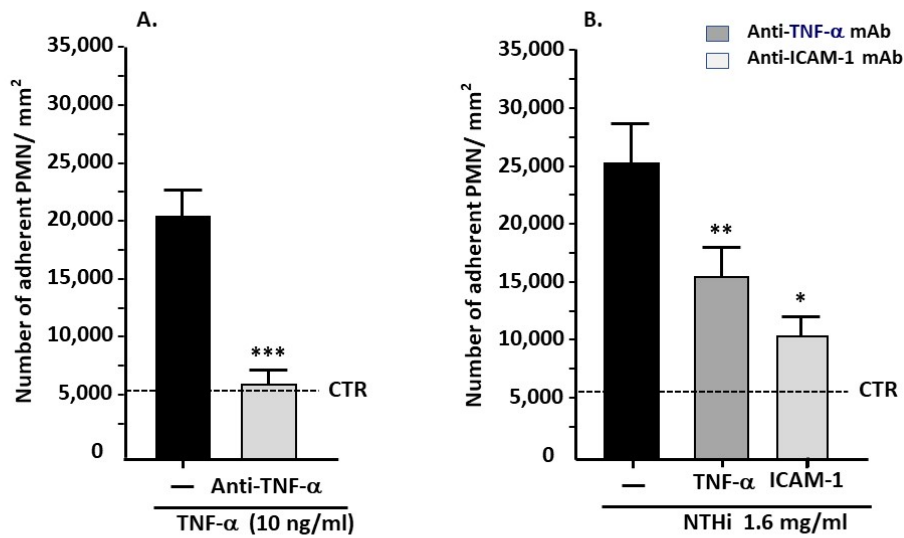 A.
Number of adherent PMN/ mm²
35,000
30,000
25,000
20,000
15,000
10,000
5,000
0
***
CTR
— Anti-TNF-α
TNF-α (10 ng/ml)
B.
Anti-TNF-α mAb
Anti-ICAM-1 mAb
Number of adherent PMN/ mm²
35,000
30,000
25,000
20,000
15,000
10,000
5,000
0
**
*
CTR
— TNF-α ICAM-1
NTHi 1.6 mg/ml